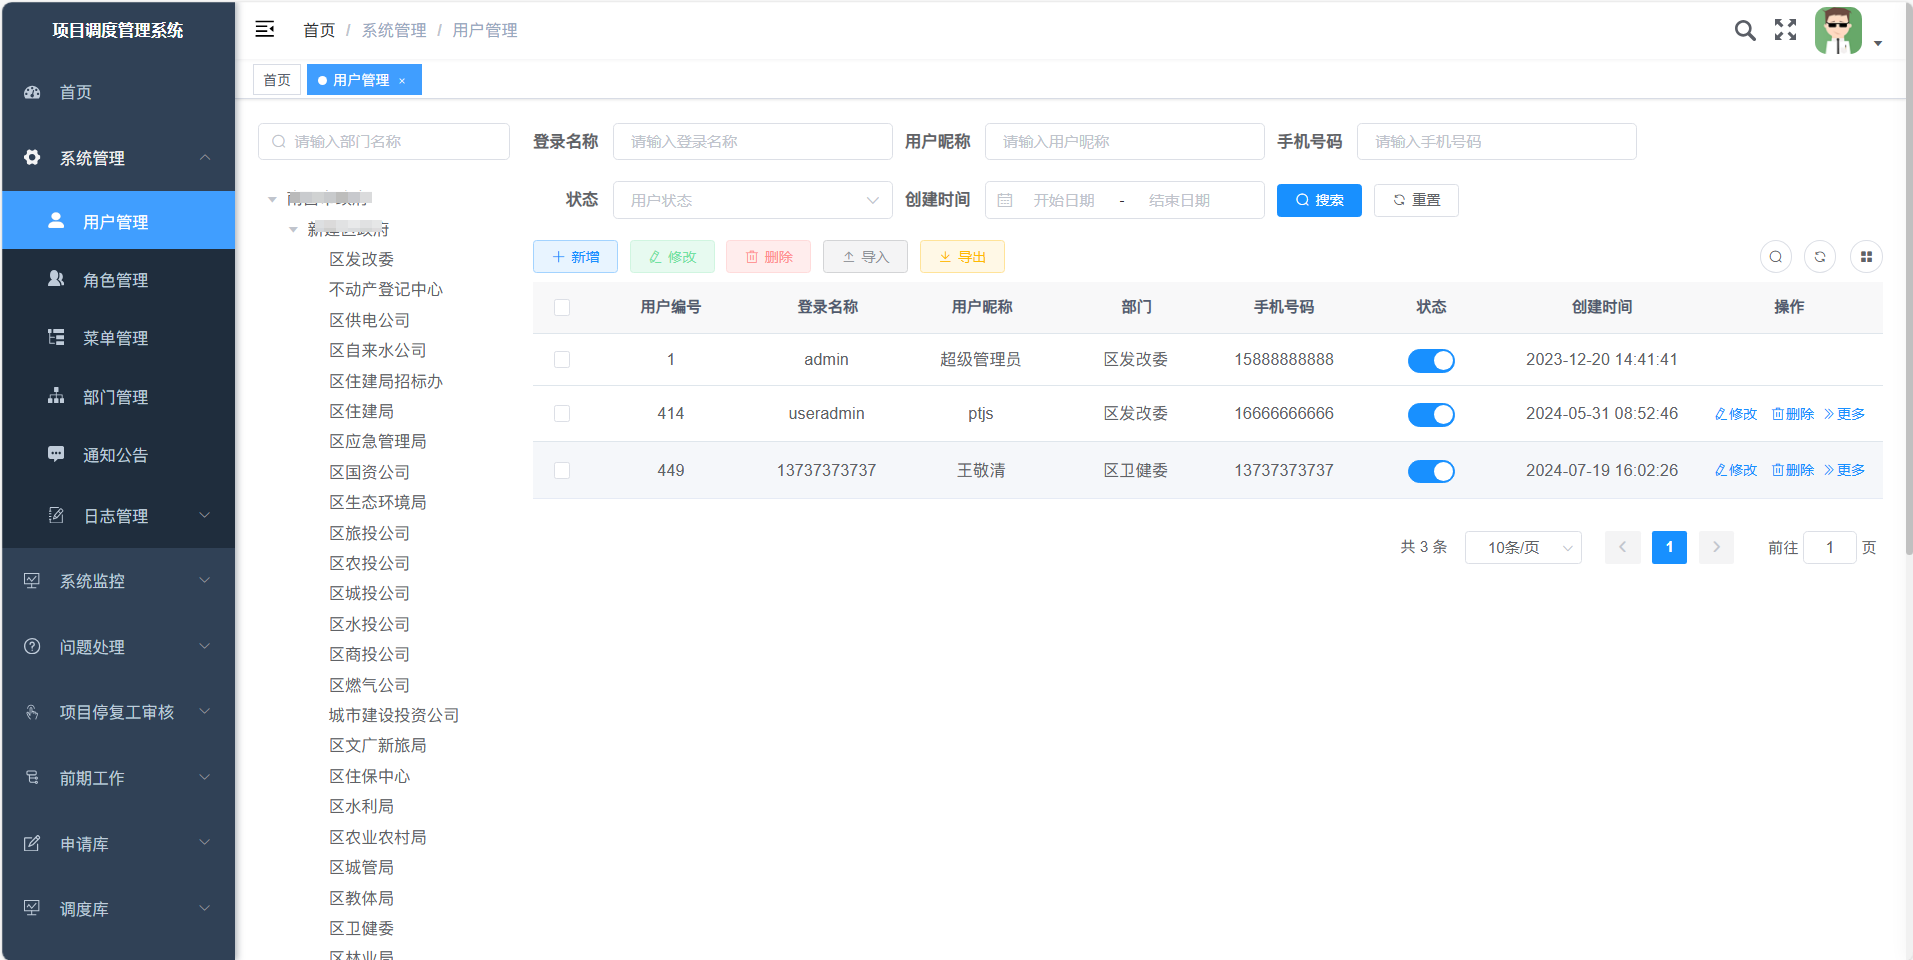 项目调度管理系统
首页
系统管理
用户管理
角色管理
菜单管理
部门管理
通知公告
日志管理
系统监控
问题处理
项目停复工审核
前期工作
申请库
调度库
首页 / 系统管理 / 用户管理
首页 用户管理 ×
请输入部门名称
区发改委
不动产登记中心
区供电公司
区自来水公司
区住建局招标办
区住建局
区应急管理局
区国资公司
区生态环境局
区旅投公司
区农投公司
区城投公司
区水投公司
区商投公司
区燃气公司
城市建设投资公司
区文广新旅局
区住保中心
区水利局
区农业农村局
区城管局
区教体局
区卫健委
区林业局
登录名称 请输入登录名称 用户昵称 请输入用户昵称 手机号码 请输入手机号码
状态 用户状态 创建时间 开始日期 - 结束日期 搜索 重置
新增 修改 删除 导入 导出
用户编号 登录名称 用户昵称 部门 手机号码 状态 创建时间 操作
1 admin 超级管理员 区发改委 15888888888 2023-12-20 14:41:41
414 useradmin ptjs 区发改委 16666666666 2024-05-31 08:52:46 修改 删除 更多
449 13737373737 王敬清 区卫健委 13737373737 2024-07-19 16:02:26 修改 删除 更多
共 3 条 10条/页 1 前往 1 页